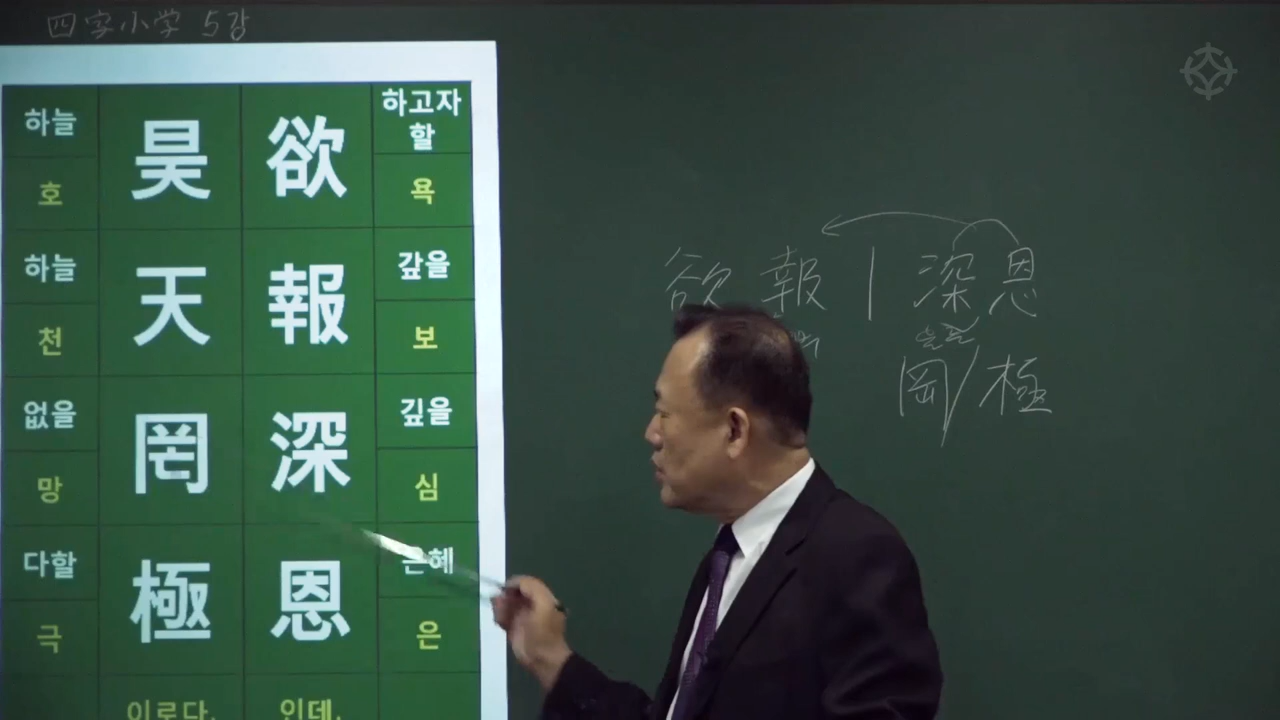 四字小学 5강
하고자
할
욕
欲
昊
하늘
호
갚을
보
報
天
하늘
천
깊을
심
深
罔
없을
망
은혜
은
恩
極
다할
극
인데,
이로다.
欲 報 | 深 恩
罔/極